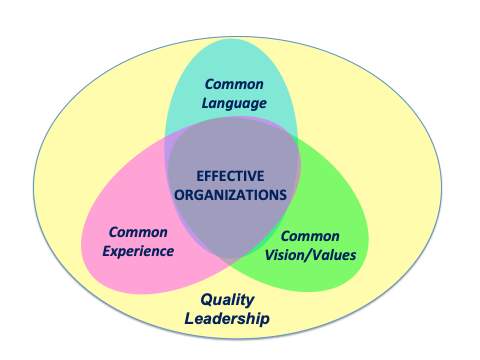 Common
Language
EFFECTIVE
ORGANIZATIONS
Common
Experience
Common
Vision/Values
Quality
Leadership